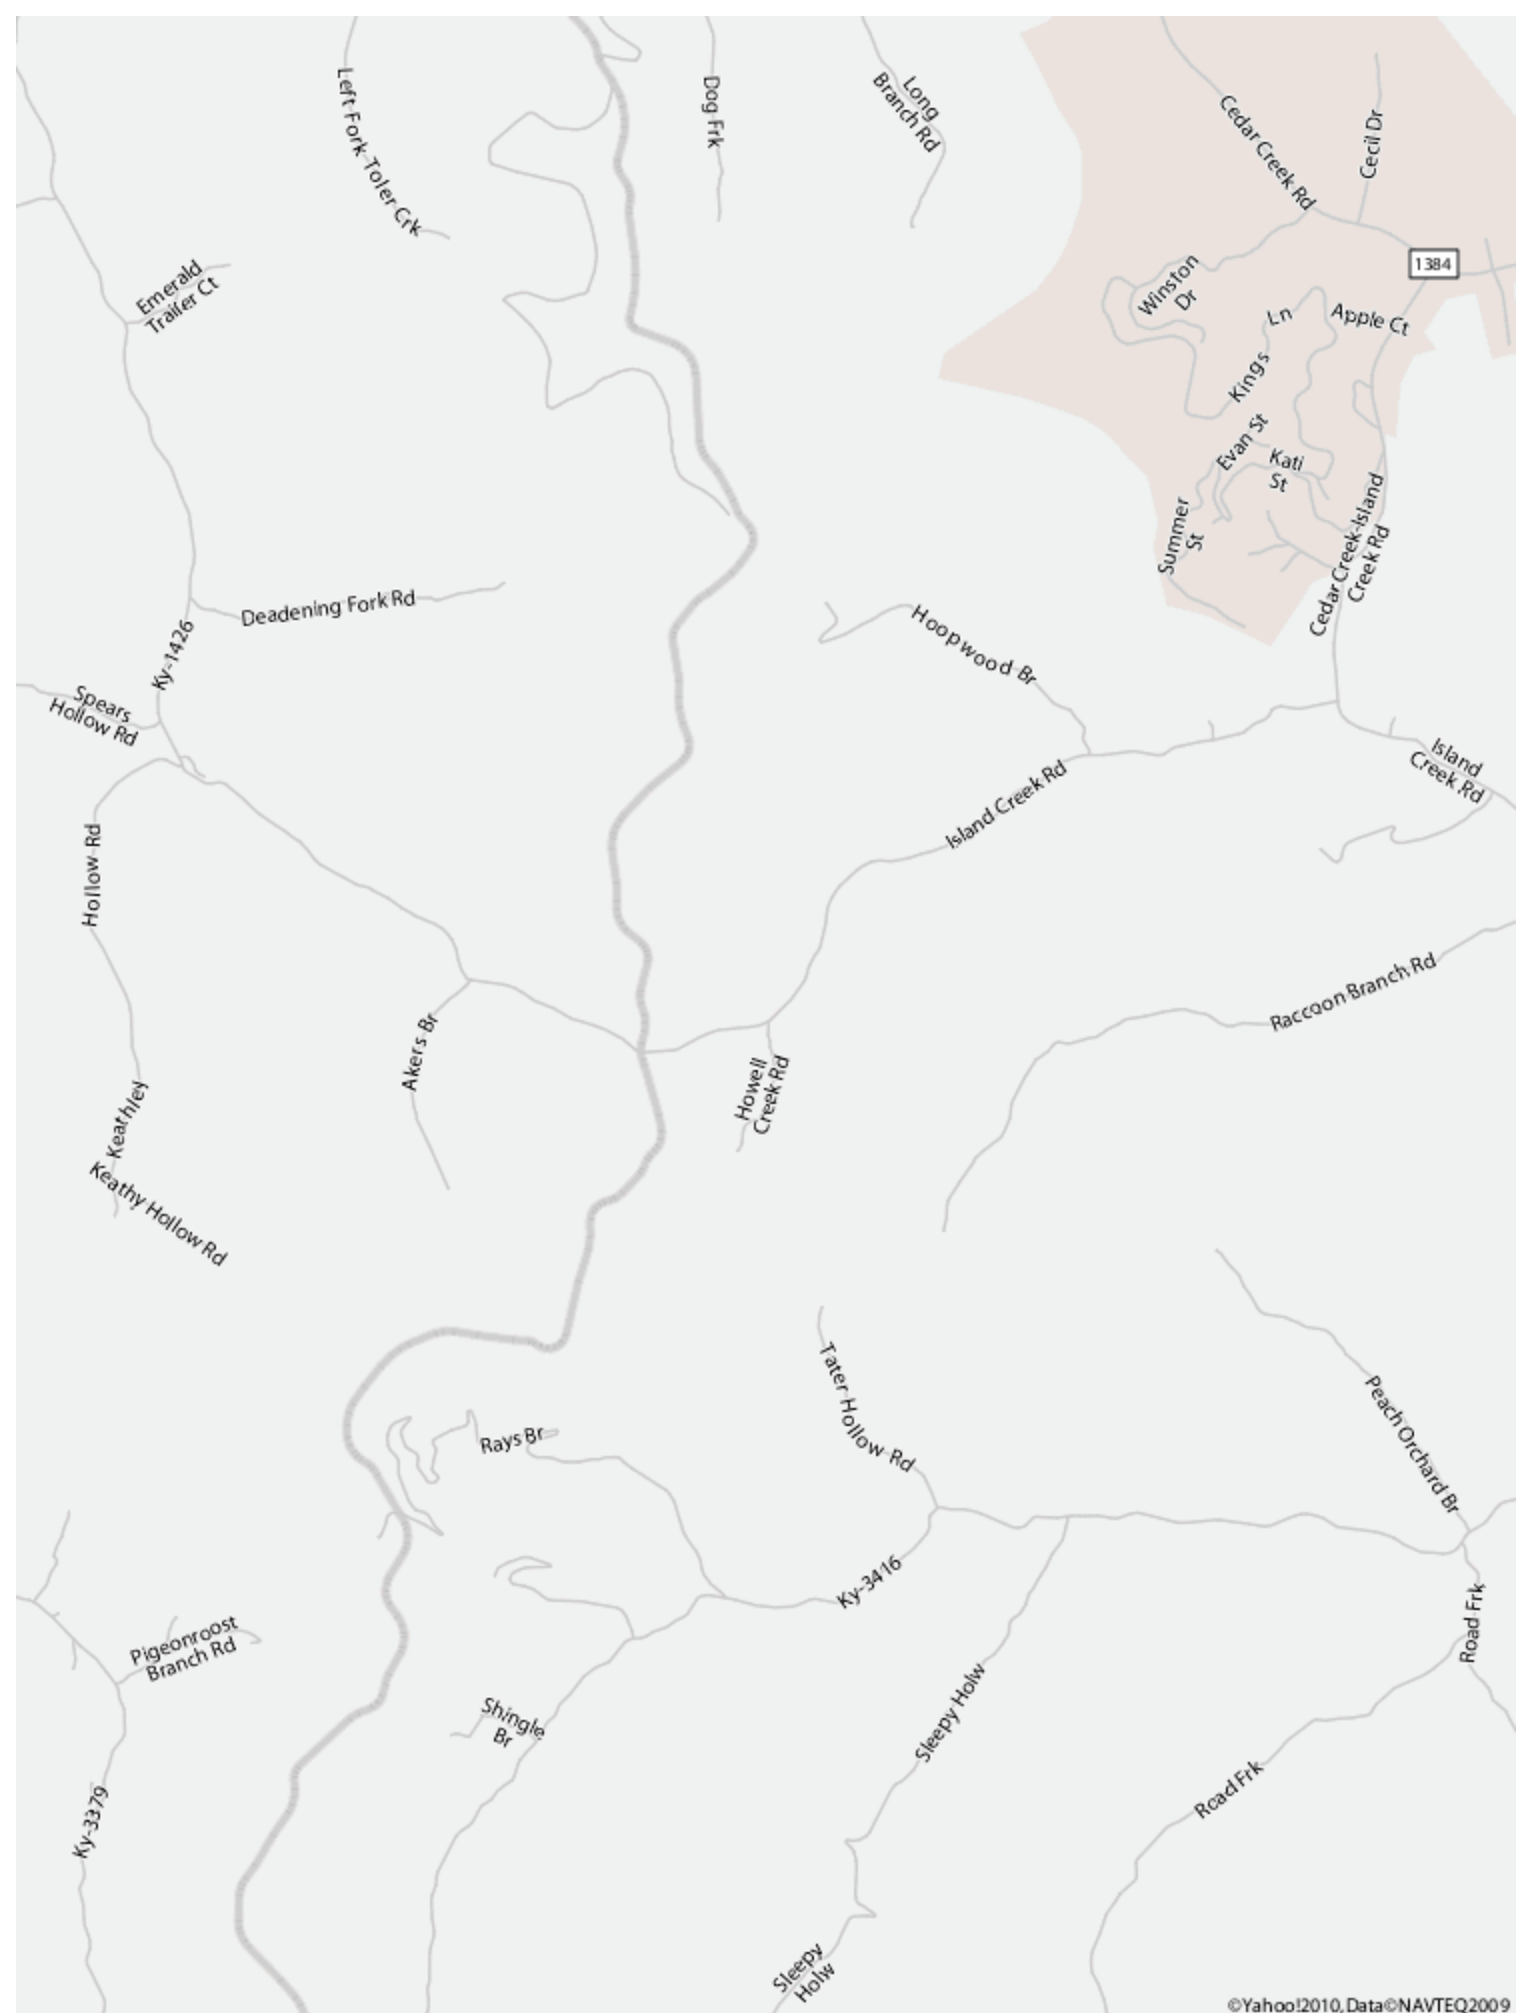 Left Fork Toler Crk
Dog Frk
Long
Branch Rd
Cedar Creek Rd
Cecil Dr
1384
Emerald
Trailer Ct
Winston
Dr
Kings
Ln
Apple Ct
Evan St
Kati
St
Summer
St
Cedar Creek-Island
Creek Rd
Deadening Fork Rd
Ky-1426
Spears
Hollow Rd
Hoopwood Br
Island Creek Rd
Island
Creek Rd
Hollow Rd
Raccoon Branch Rd
Akers Br
Howell
Creek Rd
Keathley
Keathy Hollow Rd
Tater Hollow Rd
Peach Orchard Br
Rays Br
Ky-3416
Road Frk
Pigeonroost
Branch Rd
Shingle
Br
Sleepy Holw
Road Frk
Ky-3379
Sleepy
Holw
©Yahoo!2010, Data©NAVTEQ2009